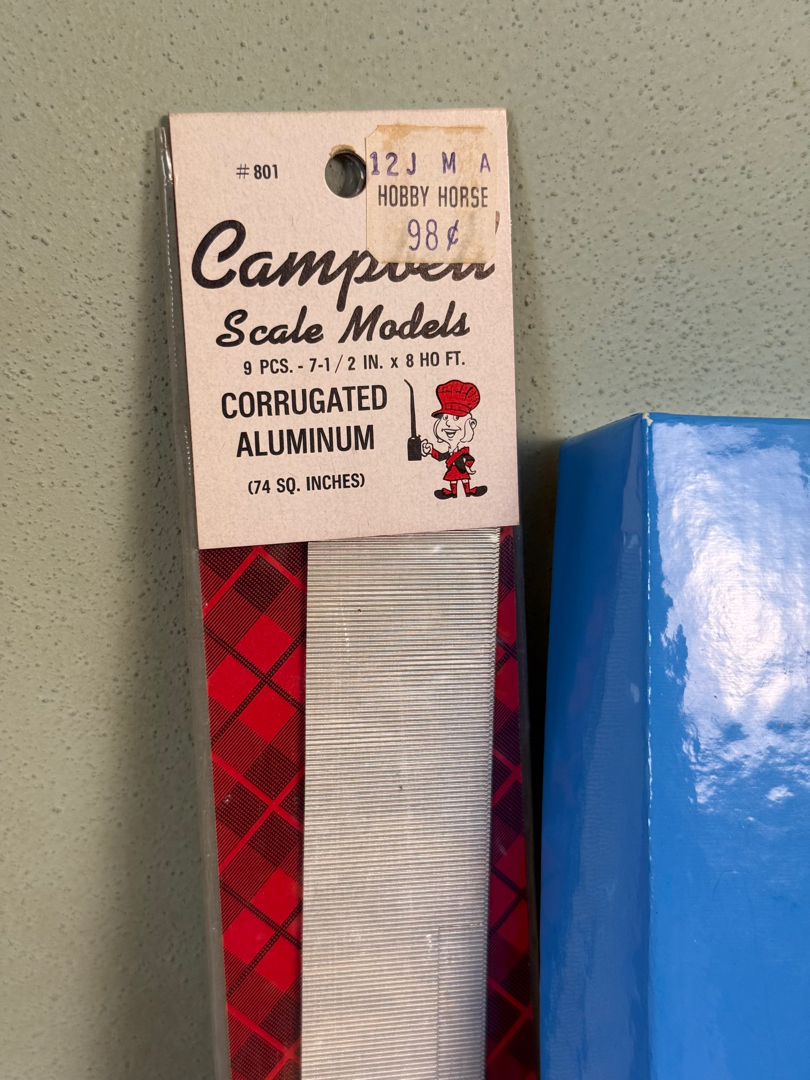 #801
12J M A
HOBBY HORSE
98¢
Campbell
Scale Models
9 PCS. - 7-1/2 IN. x 8 HO FT.
CORRUGATED
ALUMINUM
(74 SQ. INCHES)